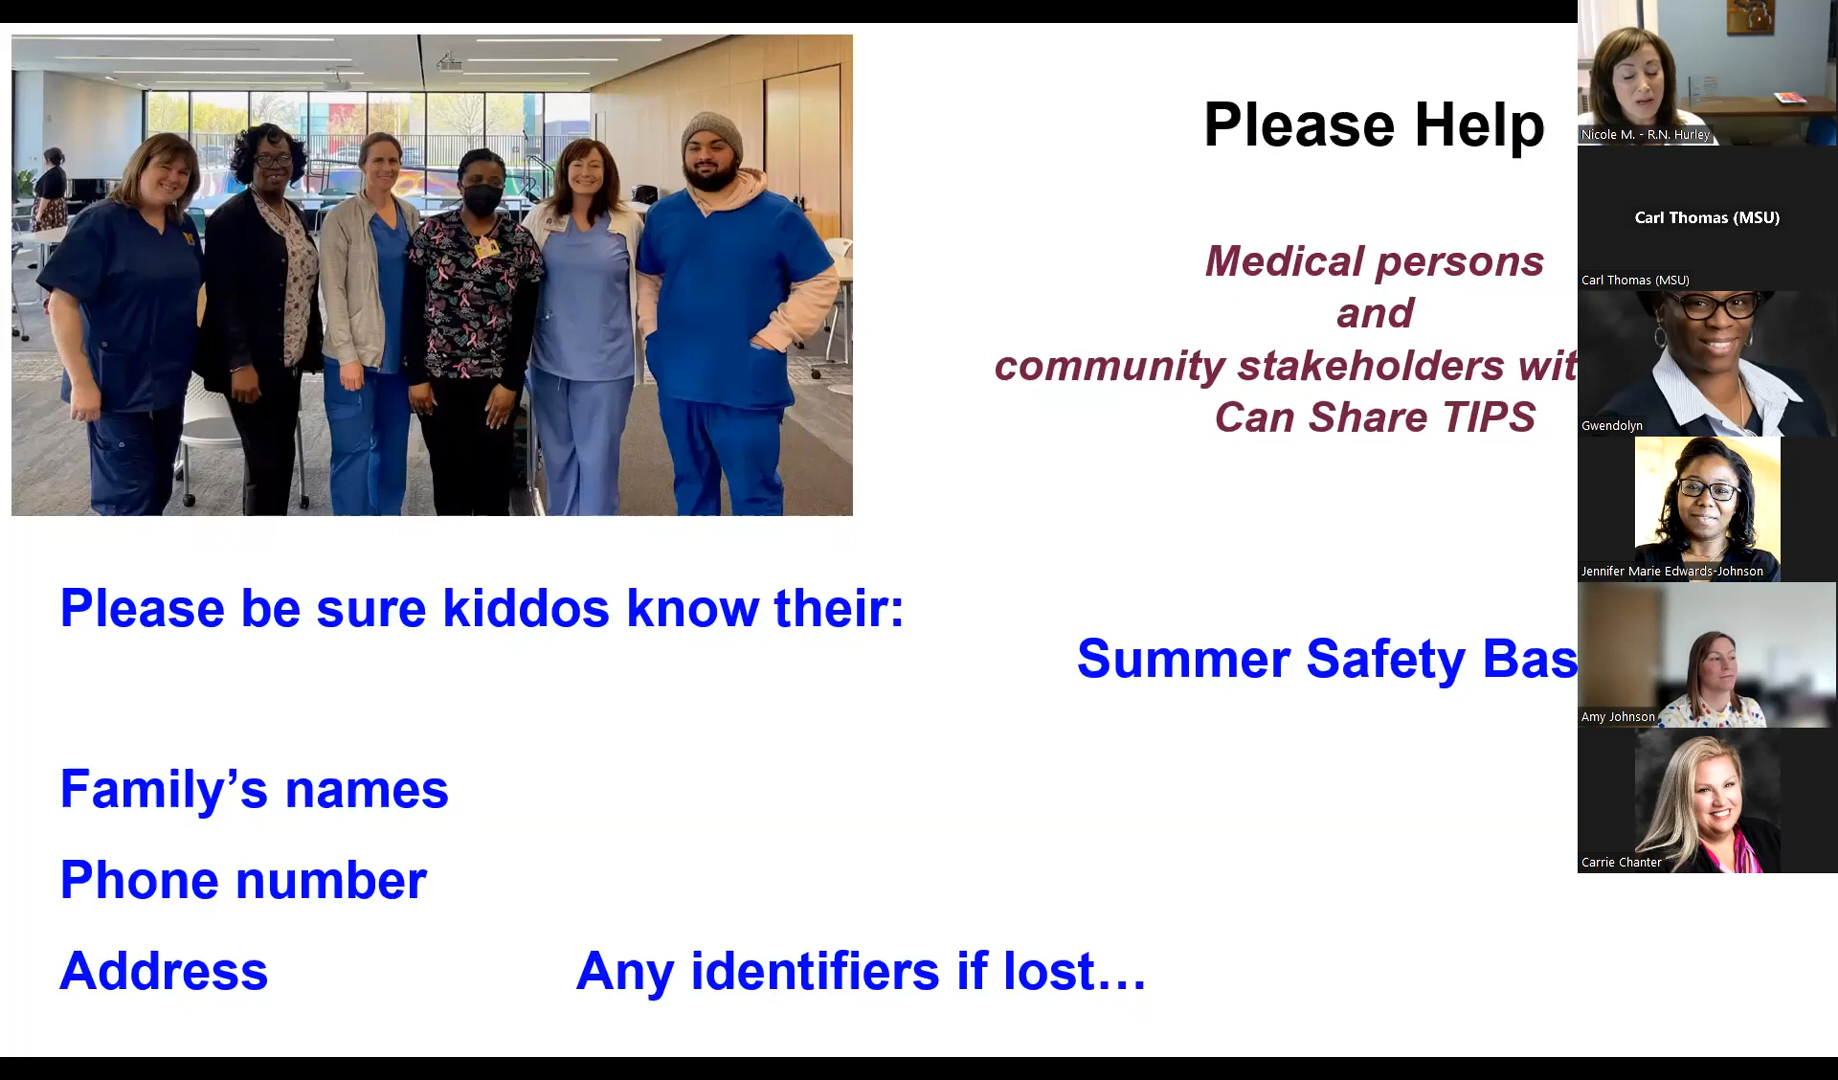 Please Help
Medical persons
and
community stakeholders wit
Can Share TIPS
Please be sure kiddos know their:
Summer Safety Bas
Family’s names
Phone number
Address
Any identifiers if lost…
Nicole M. - R.N. Hurley
Carl Thomas (MSU)
Carl Thomas (MSU)
Gwendolyn
Jennifer Marie Edwards-Johnson
Amy Johnson
Carrie Chanter